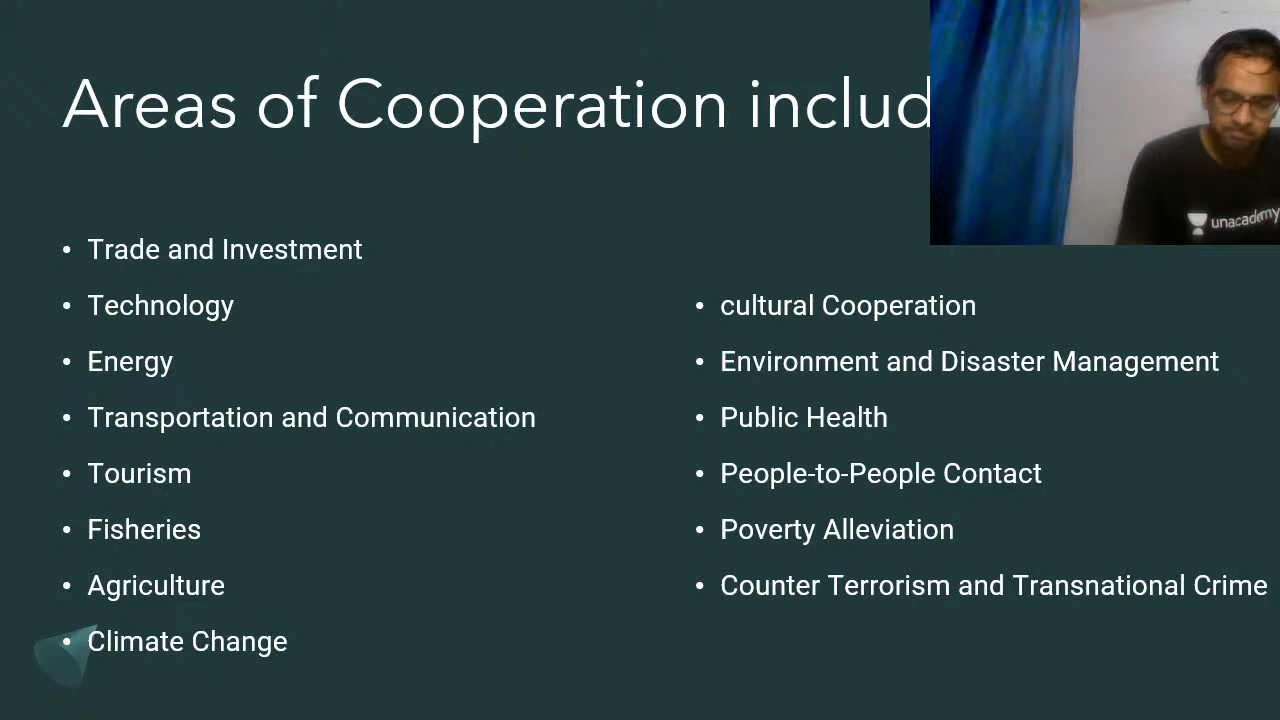 Areas of Cooperation includ
unacademy
Trade and Investment
Technology
Energy
Transportation and Communication
Tourism
Fisheries
Agriculture
Climate Change
cultural Cooperation
Environment and Disaster Management
Public Health
People-to-People Contact
Poverty Alleviation
Counter Terrorism and Transnational Crime